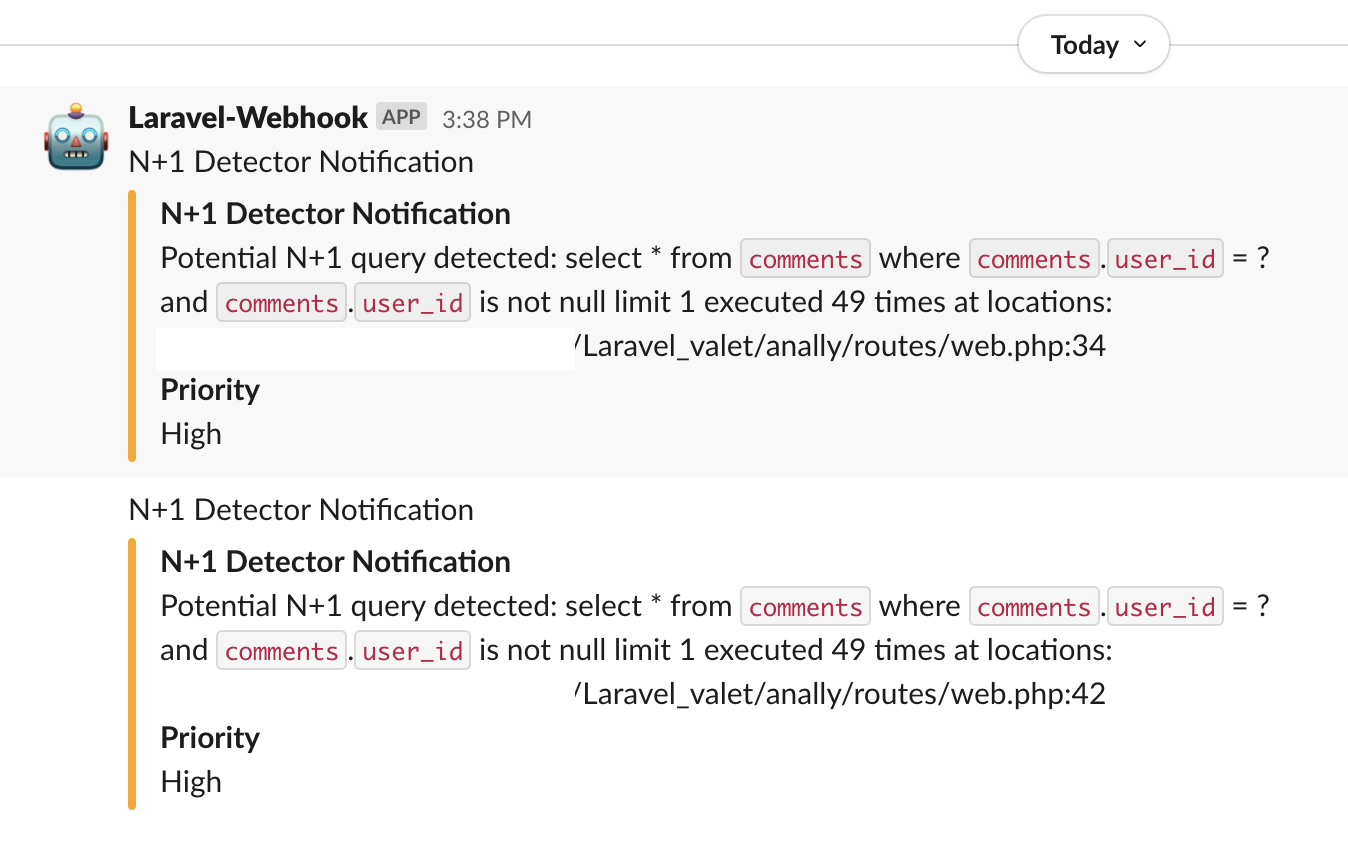 Today
Laravel-Webhook APP 3:38 PM
N+1 Detector Notification
N+1 Detector Notification
Potential N+1 query detected: select * from comments where comments.user_id = ?
and comments.user_id is not null limit 1 executed 49 times at locations:
/Laravel_valet/anally/routes/web.php:34
Priority
High
N+1 Detector Notification
N+1 Detector Notification
Potential N+1 query detected: select * from comments where comments.user_id = ?
and comments.user_id is not null limit 1 executed 49 times at locations:
/Laravel_valet/anally/routes/web.php:42
Priority
High